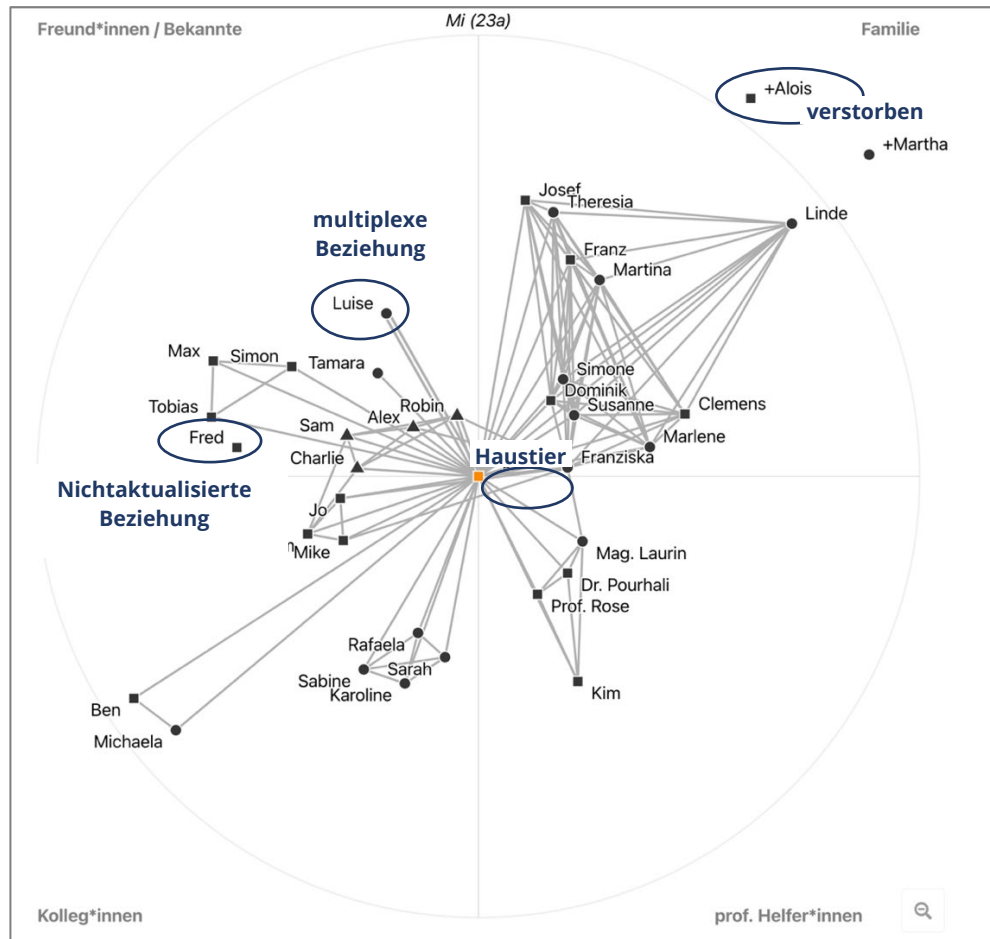 Mi (23a)
Freund*innen / Bekannte
Familie
+Alois
verstorben
+Martha
Josef
Theresia
Linde
multiplexe
Beziehung
Franz
Martina
Luise
Max
Simon
Tamara
Simone
Dominik
Tobias
Alex
Robin
Susanne
Clemens
Sam
Fred
Marlene
Charlie
Haustier
Franziska
Nichtaktualisierte
Beziehung
Jo
Mike
Mag. Laurin
Dr. Pourhali
Prof. Rose
Rafaela
Sarah
Sabine
Karoline
Kim
Ben
Michaela
Kolleg*innen
prof. Helfer*innen